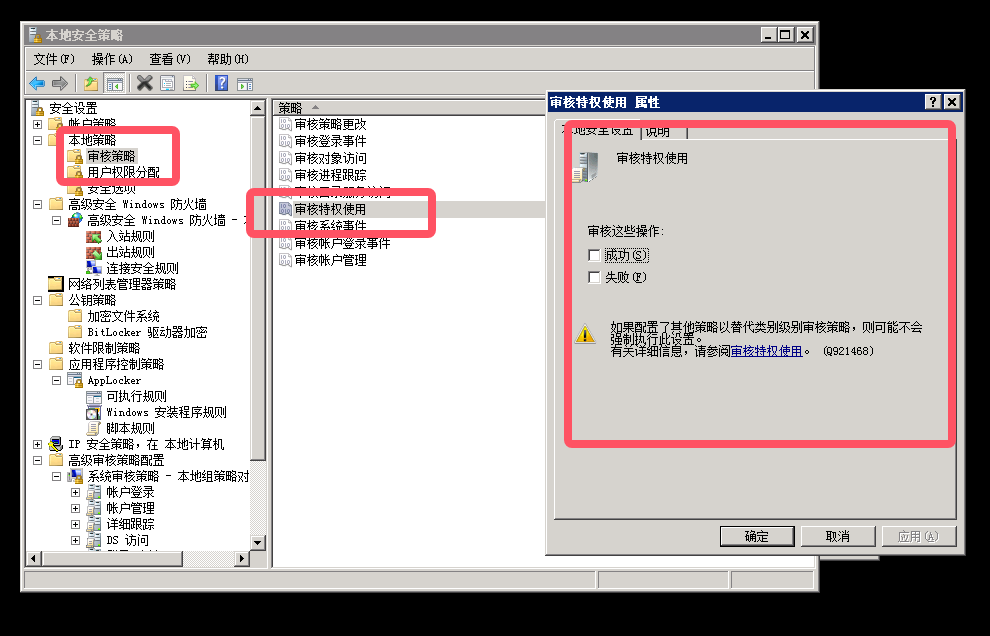 本地安全策略
文件(F) 操作(A) 查看(V) 帮助(H)
安全设置
帐户策略
本地策略
审核策略
用户权限分配
安全选项
高级安全 Windows 防火墙
高级安全 Windows 防火墙 -
入站规则
出站规则
连接安全规则
网络列表管理器策略
公钥策略
加密文件系统
BitLocker 驱动器加密
软件限制策略
应用程序控制策略
AppLocker
可执行规则
Windows 安装程序规则
脚本规则
IP 安全策略，在 本地计算机
高级审核策略配置
系统审核策略 - 本地组策略对
帐户登录
帐户管理
详细跟踪
DS 访问
策略
审核策略更改
审核登录事件
审核对象访问
审核进程跟踪
审核目录服务访问
审核特权使用
审核系统事件
审核帐户登录事件
审核帐户管理
审核特权使用 属性
本地安全设置 说明
审核特权使用
审核这些操作:
成功(S)
失败(F)
如果配置了其他策略以替代类别级别审核策略，则可能不会
强制执行此设置。
有关详细信息，请参阅审核特权使用。 (Q921468)
确定 取消 应用(A)